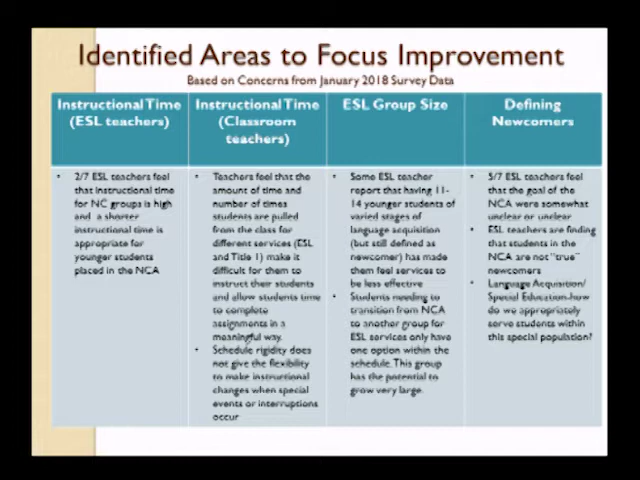 Identified Areas to Focus Improvement
Based on Concerns from January 2018 Survey Data
Instructional Time
(ESL teachers)
Instructional Time
(Classroom
teachers)
ESL Group Size
Defining
Newcomers
• 2/7 ESL teachers feel
that instructional time
for NC groups is high
and a shorter
instructional time is
appropriate for
younger students
placed in the NCA
• Teachers feel that the
amount of time and
number of times
students are pulled
from the class for
different services (ESL
and Title 1) make it
difficult for them to
instruct their students
and allow students time
to complete
assignments in a
meaningful way.
• Schedule rigidity does
not give the flexibility
to make instructional
changes when special
events or interruptions
occur
• Some ESL teacher
report that having 11-
14 younger students of
varied stages of
language acquisition
(but still defined as
newcomer) has made
them feel services to
be less effective
• Students needing to
transition from NCA
to another group for
ESL services only have
one option within the
schedule. This group
has the potential to
grow very large.
• 5/7 ESL teachers feel
that the goal of the
NCA were somewhat
unclear or unclear
• ESL teachers are finding
that students in the
NCA are not "true"
newcomers
• Language Acquisition/
Special Education-how
do we appropriately
serve students within
this special population?